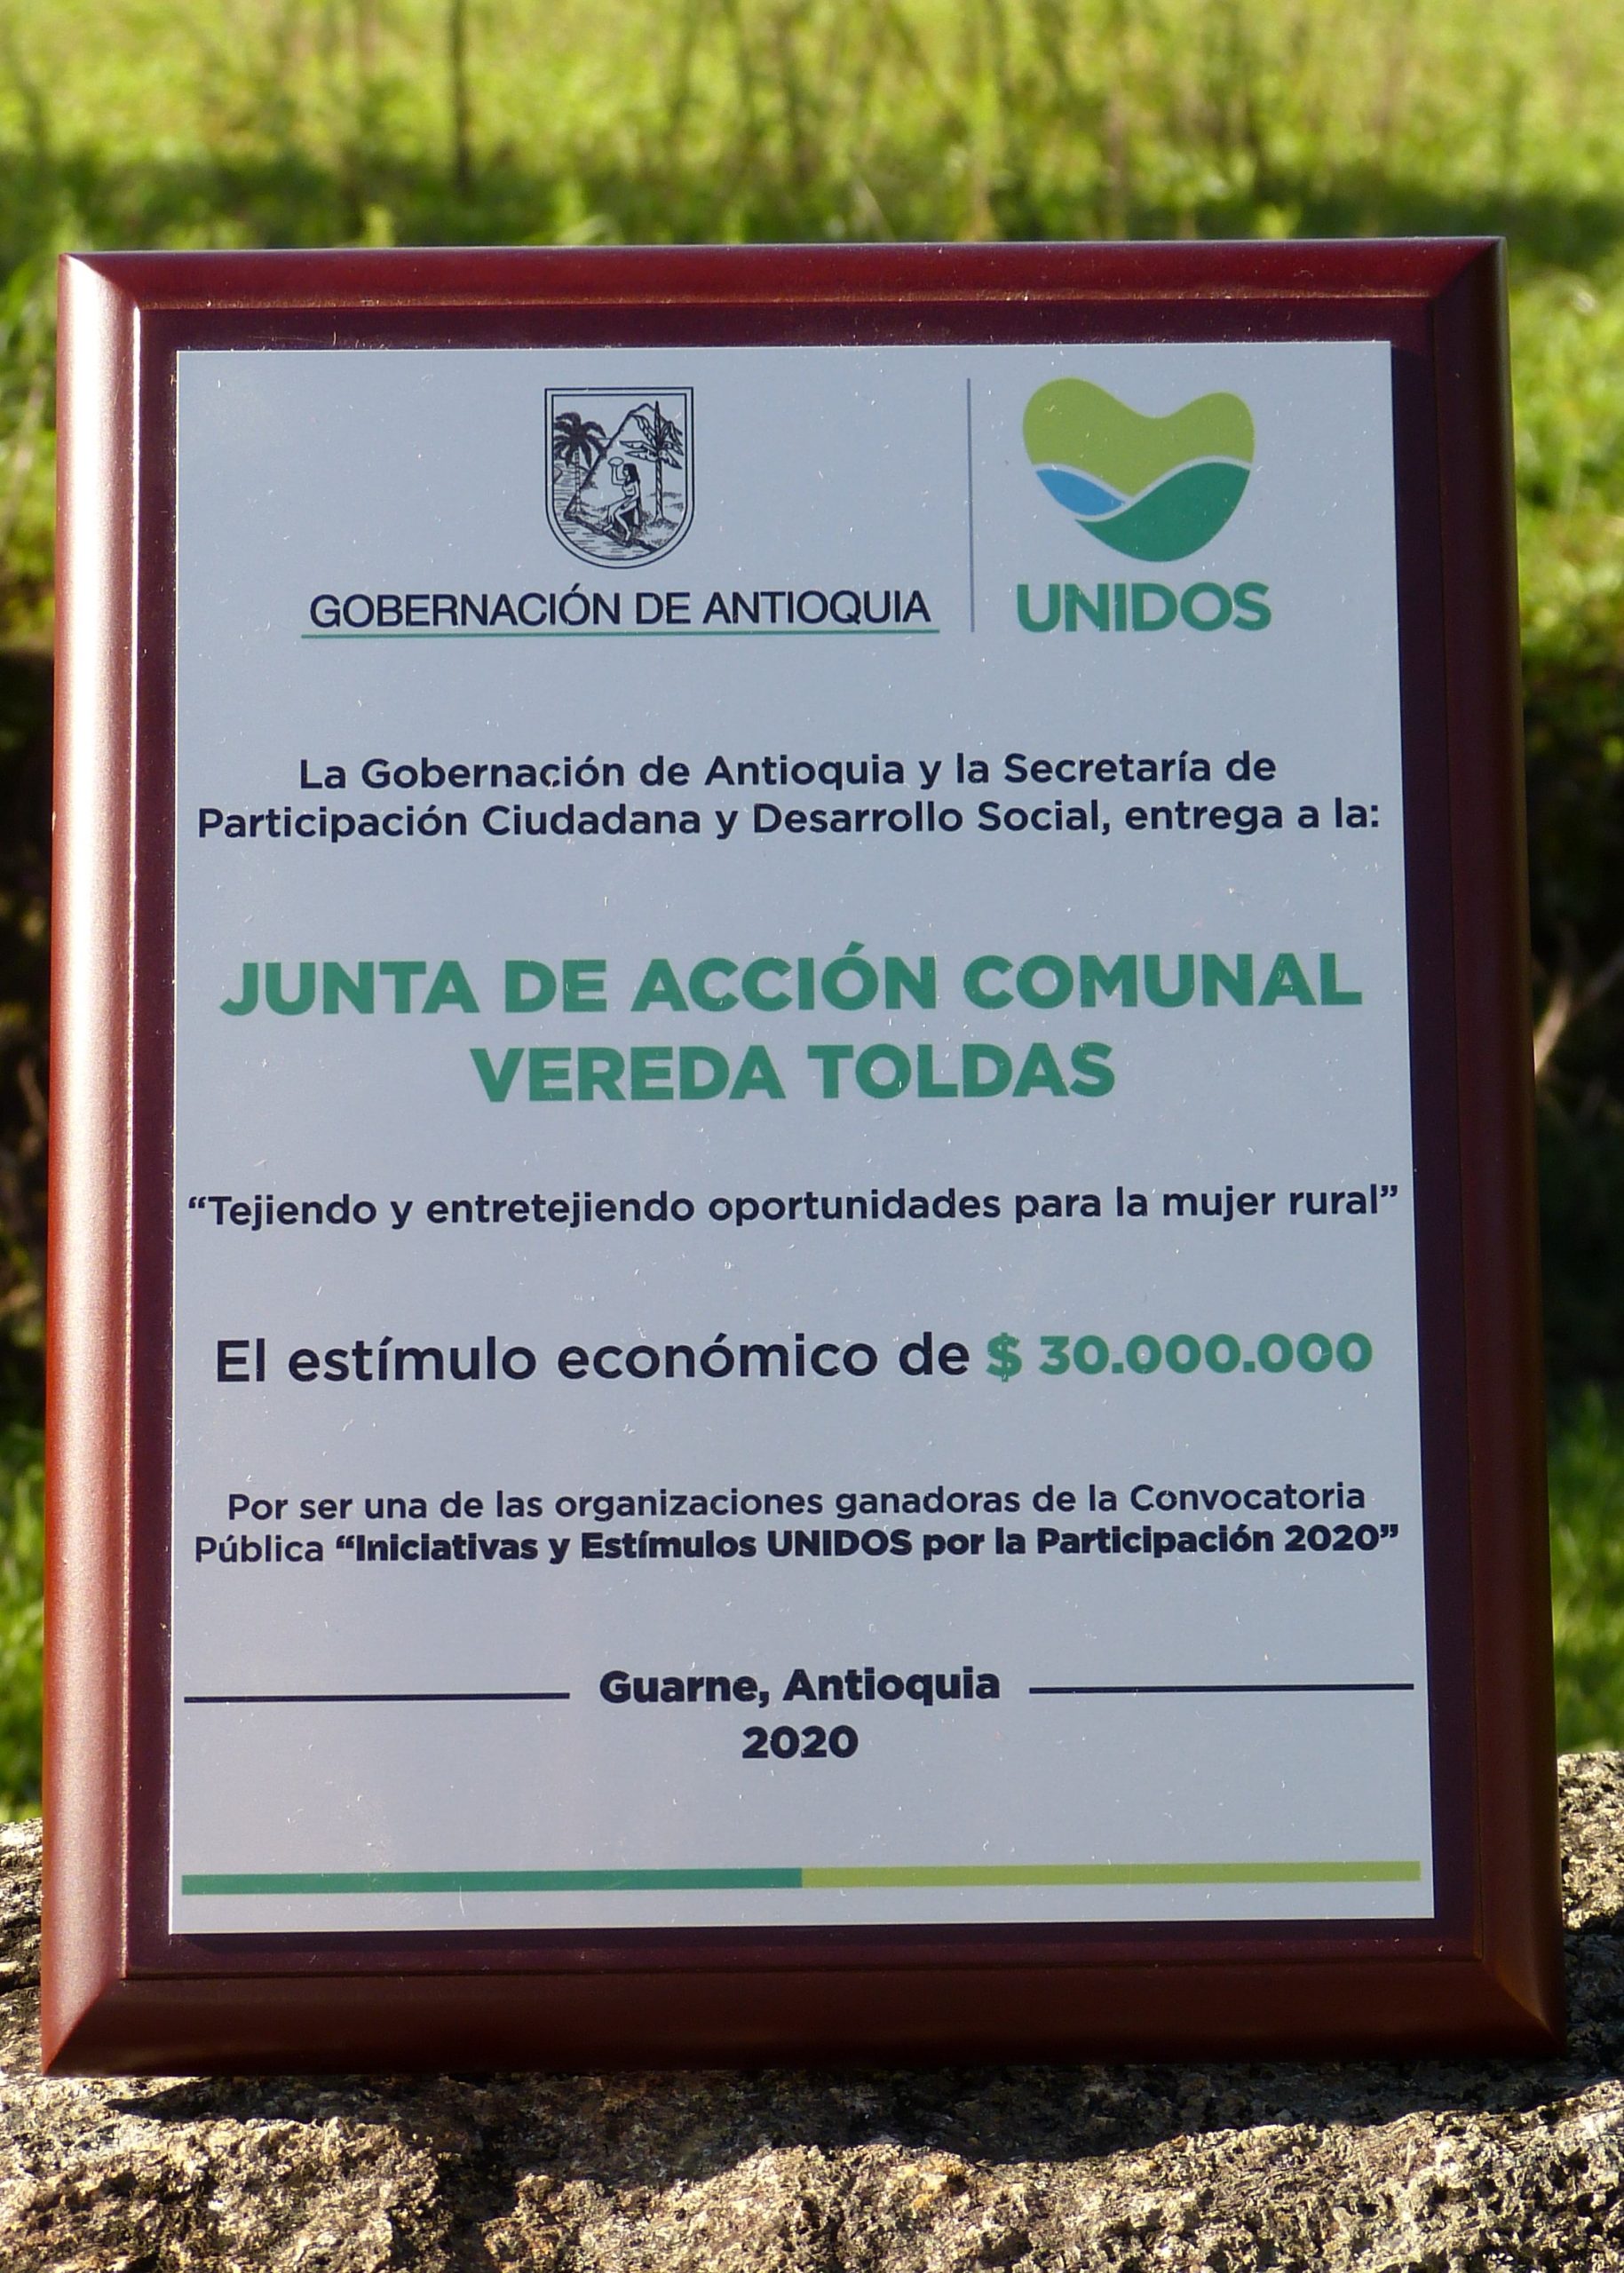 GOBERNACIÓN DE ANTIOQUIA
UNIDOS
La Gobernación de Antioquia y la Secretaría de
Participación Ciudadana y Desarrollo Social, entrega a la:
JUNTA DE ACCIÓN COMUNAL
VEREDA TOLDAS
“Tejiendo y entretejiendo oportunidades para la mujer rural”
El estímulo económico de $ 30.000.000
Por ser una de las organizaciones ganadoras de la Convocatoria
Pública “Iniciativas y Estímulos UNIDOS por la Participación 2020”
Guarne, Antioquia
2020